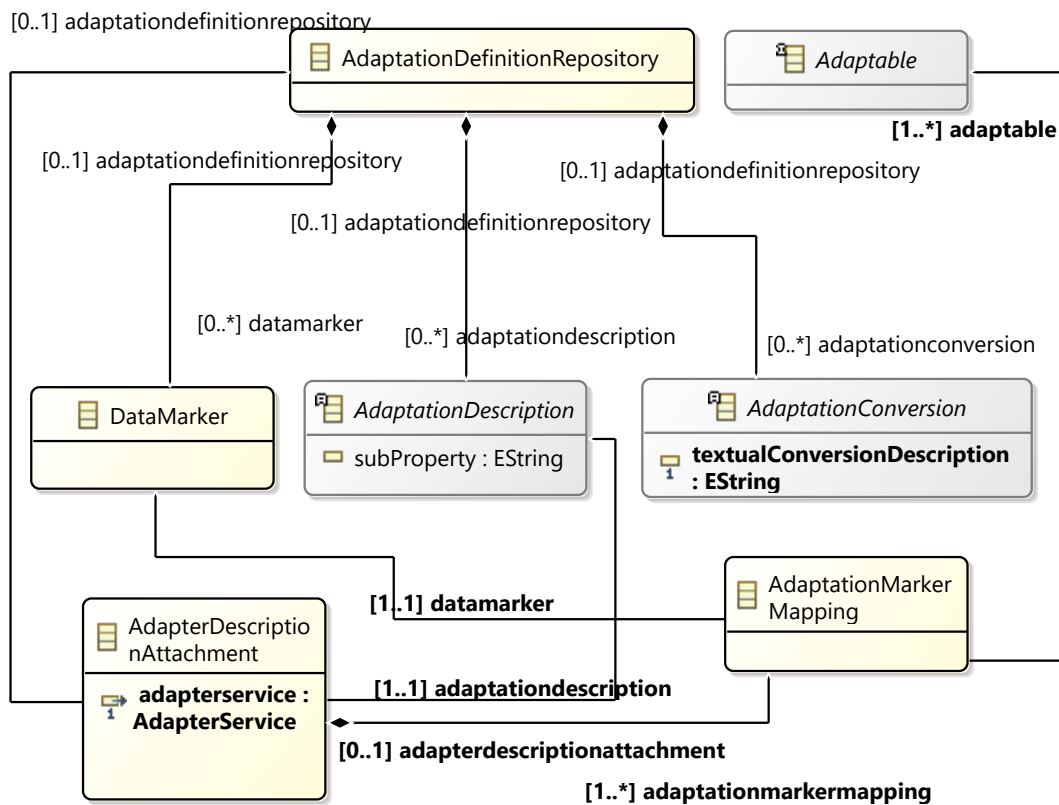 [0..1] adaptationdefinitionrepository
AdaptationDefinitionRepository
Adaptable
[1..*] adaptable
[0..1] adaptationdefinitionrepository
[0..1] adaptationdefinitionrepository
[0..1] adaptationdefinitionrepository
[0..*] datamarker
[0..*] adaptationdescription
[0..*] adaptationconversion
DataMarker
AdaptationDescription
subProperty : EString
AdaptationConversion
textualConversionDescription
: EString
1
AdaptationMarker
Mapping
[1..1] datamarker
AdapterDescriptio
nAttachment
adapterservice :
AdapterService
1
[1..1] adaptationdescription
[0..1] adapterdescriptionattachment
[1..*] adaptationmarkermapping